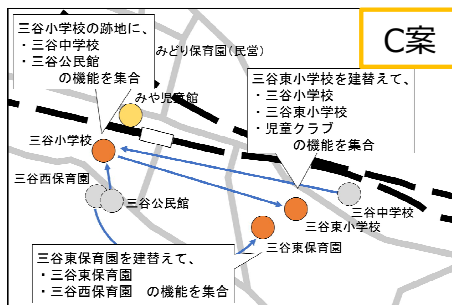 C案
三谷小学校の跡地に、
・三谷中学校
・三谷公民館
の機能を集合
みどり保育園(民営)
みや児童館
三谷東小学校を建替えて、
・三谷小学校
・三谷東小学校
・児童クラブ
の機能を集合
三谷小学校
三谷西保育園
三谷公民館
三谷中学校
三谷東小学校
三谷東保育園
三谷東保育園を建替えて、
・三谷東保育園
・三谷西保育園 の機能を集合